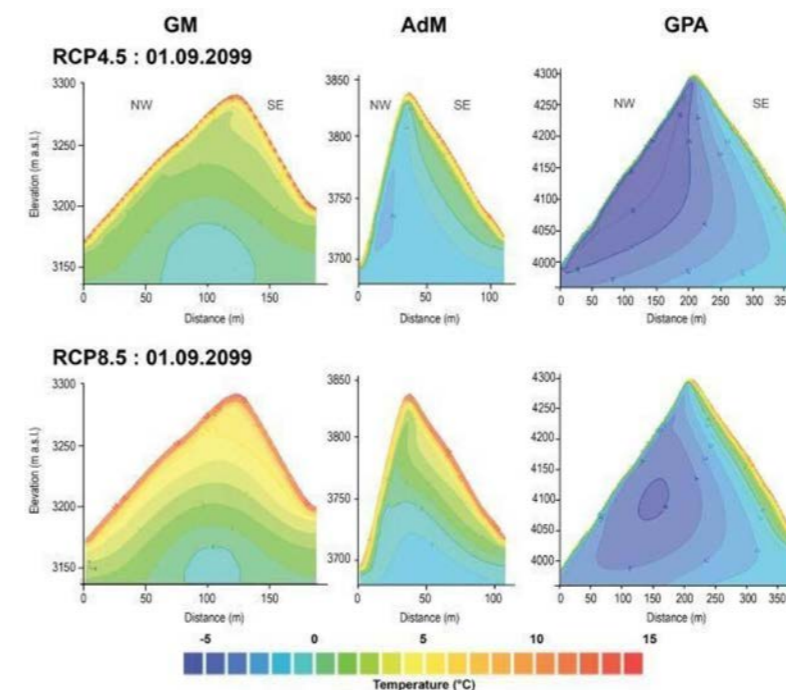 GM AdM GPA
RCP4.5 : 01.09.2099
3300 3850 4300
NW SE NW SE NW SE
4250
3250 3800 4200
Elevation (m a.s.l.)
4150
3200 3750 4100
4050
3150 3700 4000
0 50 100 150 0 50 100 0 50 100 150 200 250 300 350
Distance (m) Distance (m) Distance (m)
RCP8.5 : 01.09.2099
3300 3850 4300
4250
3250 3800 4200
Elevation (m a.s.l.)
4150
3200 3750 4100
4050
3150 3700 4000
0 50 100 150 0 50 100 0 50 100 150 200 250 300 350
Distance (m) Distance (m) Distance (m)
-5 0 5 10 15
Temperature (°C)